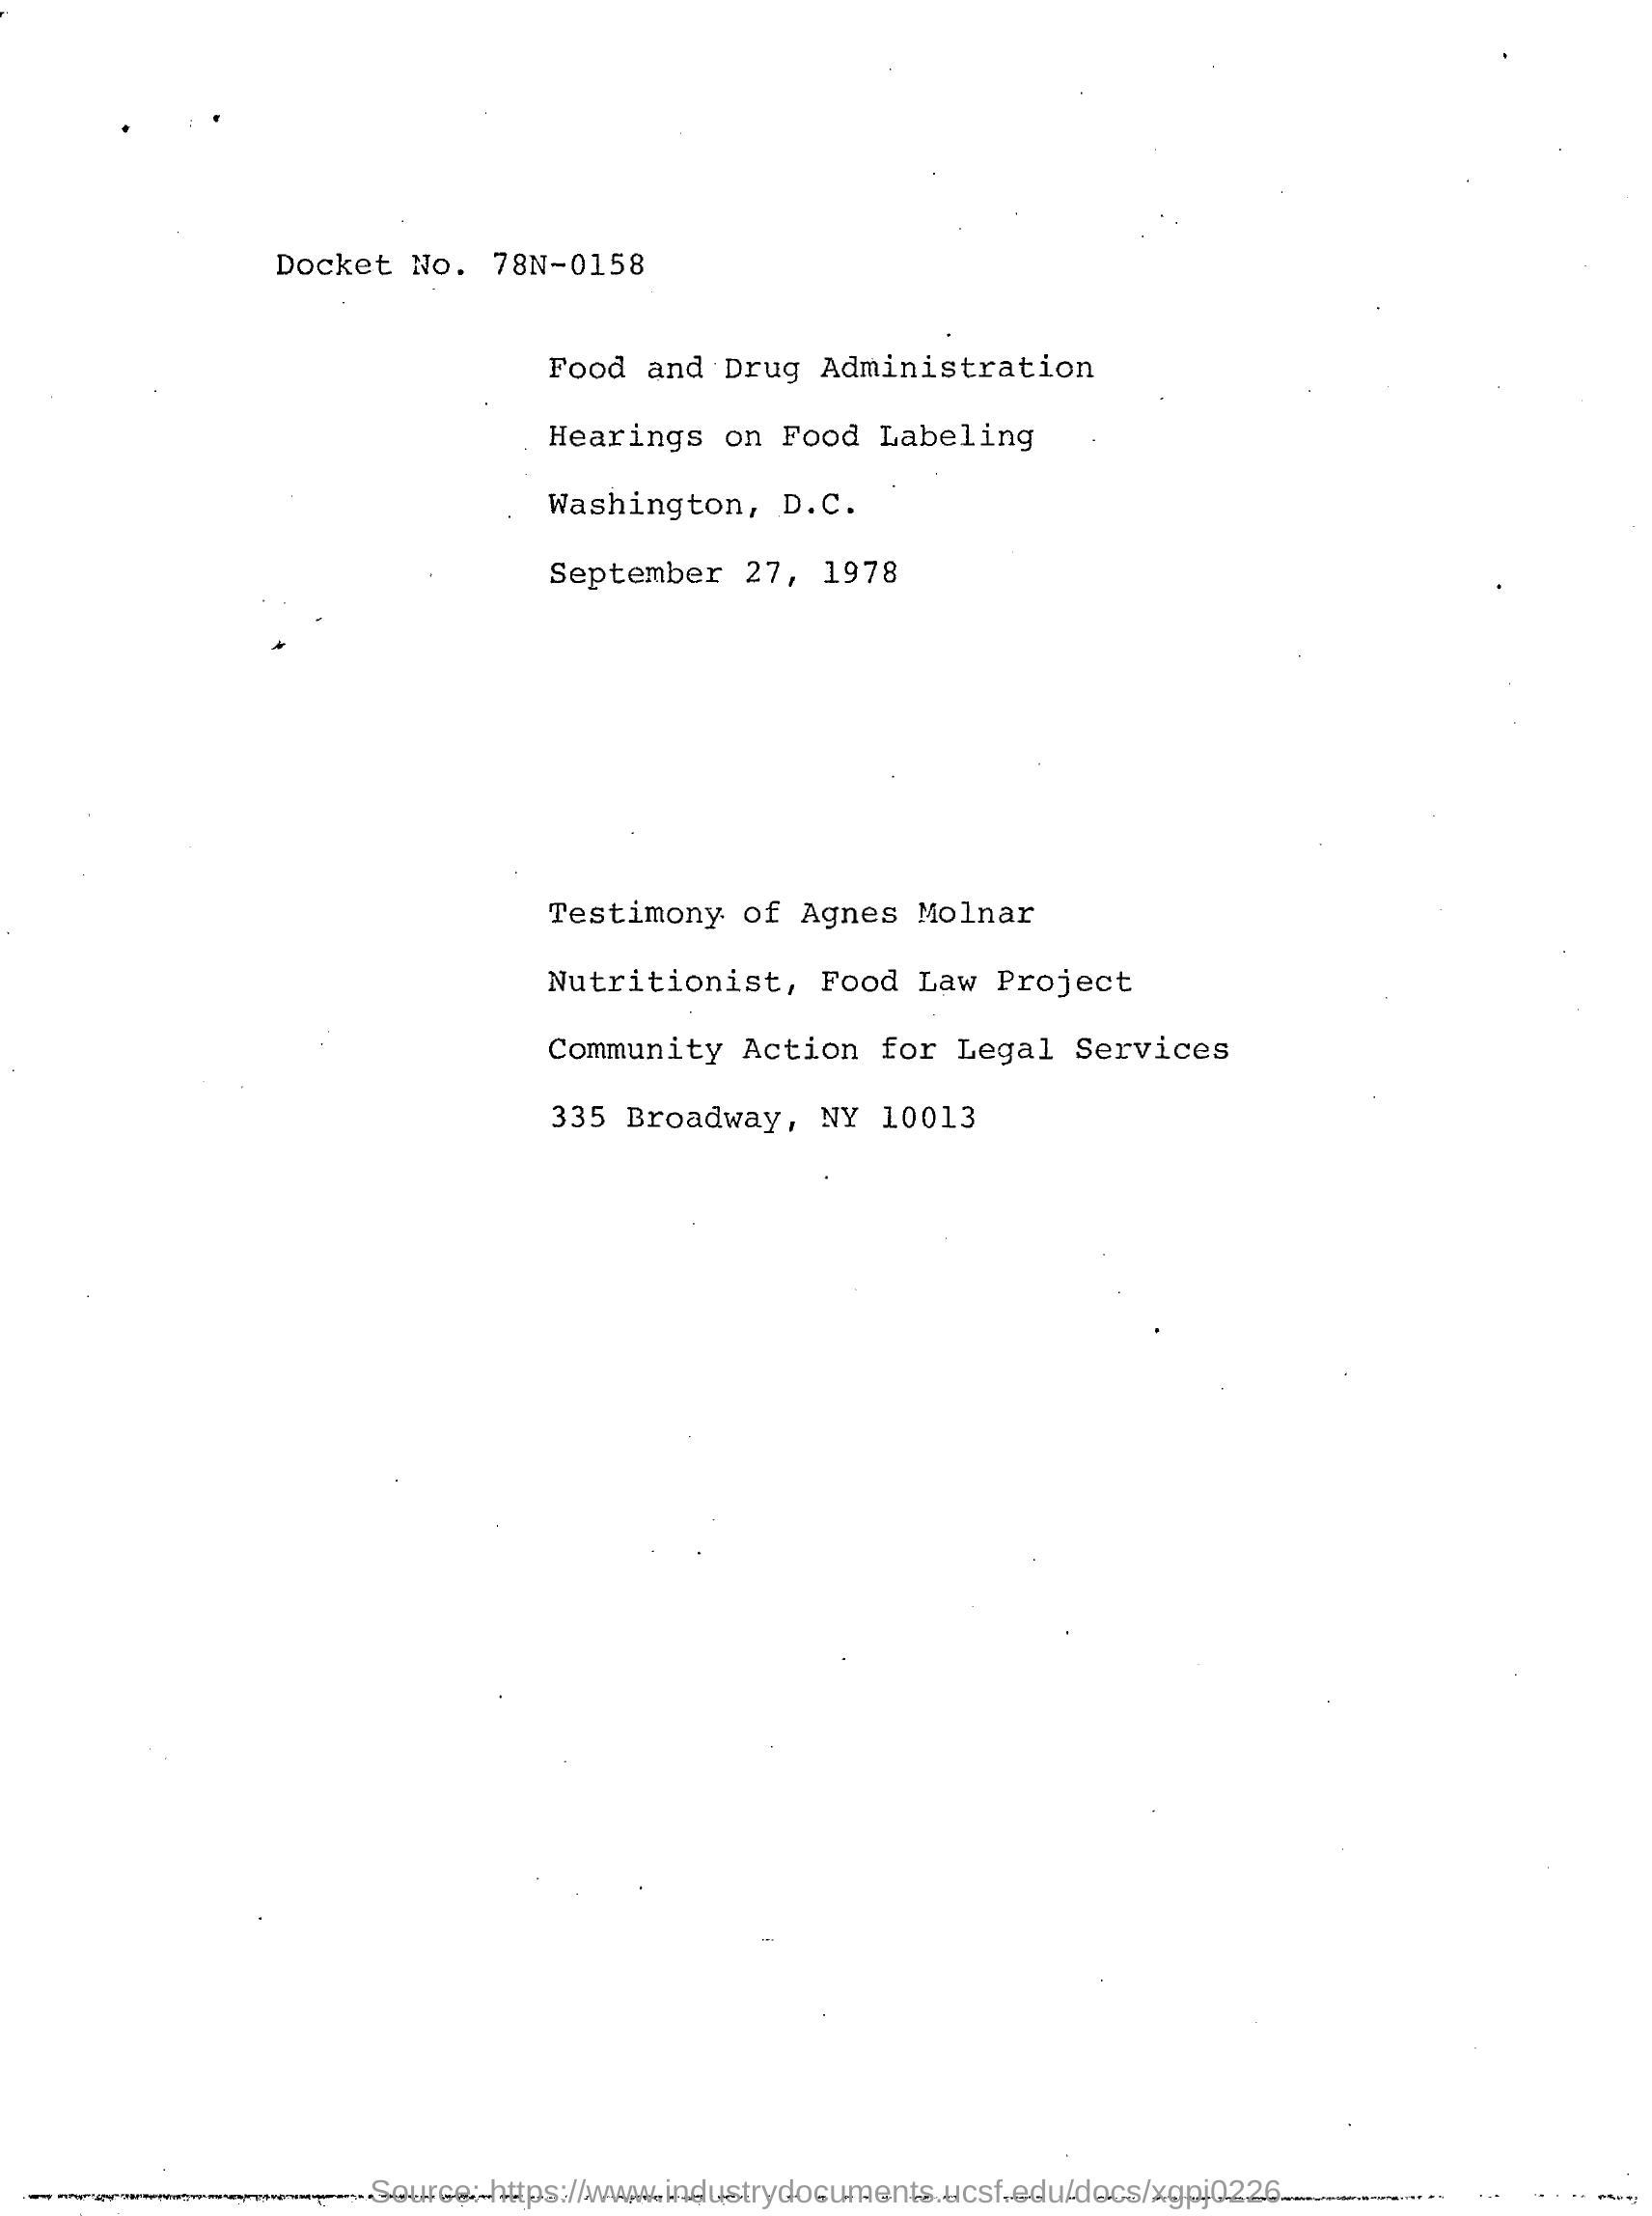 Docket No. 78N-0158
Food and Drug Administration
Hearings on Food Labeling
Washington, D.C.
September 27, 1978
Testimony of Agnes Molnar
Nutritionist, Food Law Project
Community Action for Legal Services
335 Broadway, NY 10013
Source: https://www.industrydocuments.ucsf.edu/docs/xgpj0226